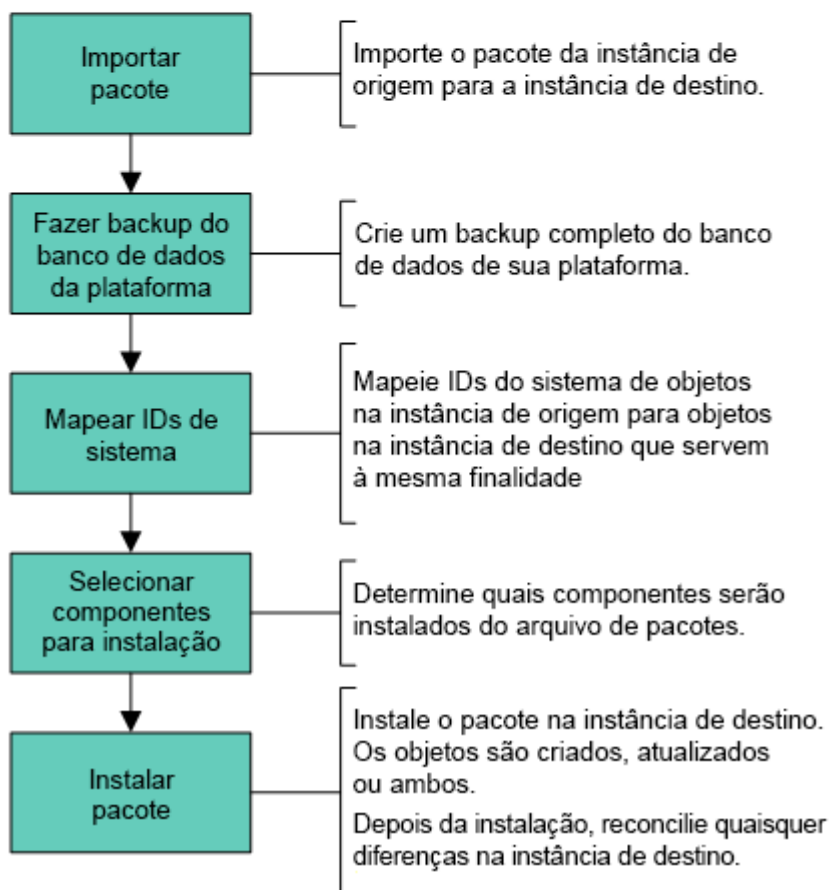 Importar
pacote
Importe o pacote da instância de
origem para a instância de destino.
Fazer backup do
banco de dados
da plataforma
Crie um backup completo do banco
de dados de sua plataforma.
Mapear IDs de
sistema
Mapeie IDs do sistema de objetos
na instância de origem para objetos
na instância de destino que servem
à mesma finalidade
Selecionar
componentes
para instalação
Determine quais componentes serão
instalados do arquivo de pacotes.
Instalar
pacote
Instale o pacote na instância de destino.
Os objetos são criados, atualizados
ou ambos.
Depois da instalação, reconcilie quaisquer
diferenças na instância de destino.